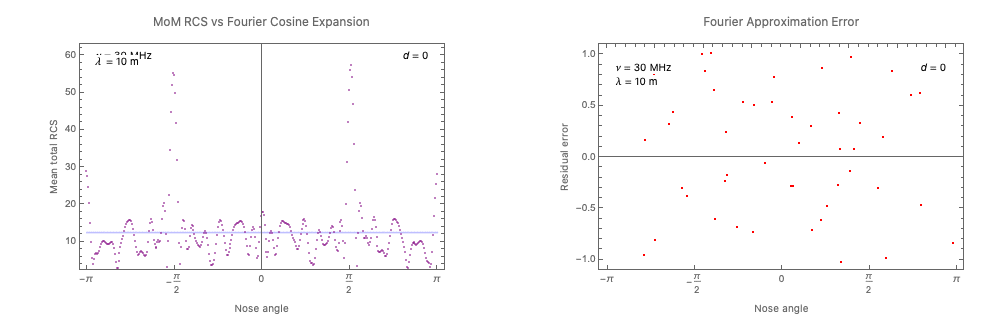 MoM RCS vs Fourier Cosine Expansion
ν = 30 MHz
λ = 10 m
d = 0
Mean total RCS
60
50
40
30
20
10
−π
−π/2
0
π/2
π
Nose angle
Fourier Approximation Error
ν = 30 MHz
λ = 10 m
d = 0
Residual error
1.0
0.5
0.0
−0.5
−1.0
−π
−π/2
0
π/2
π
Nose angle